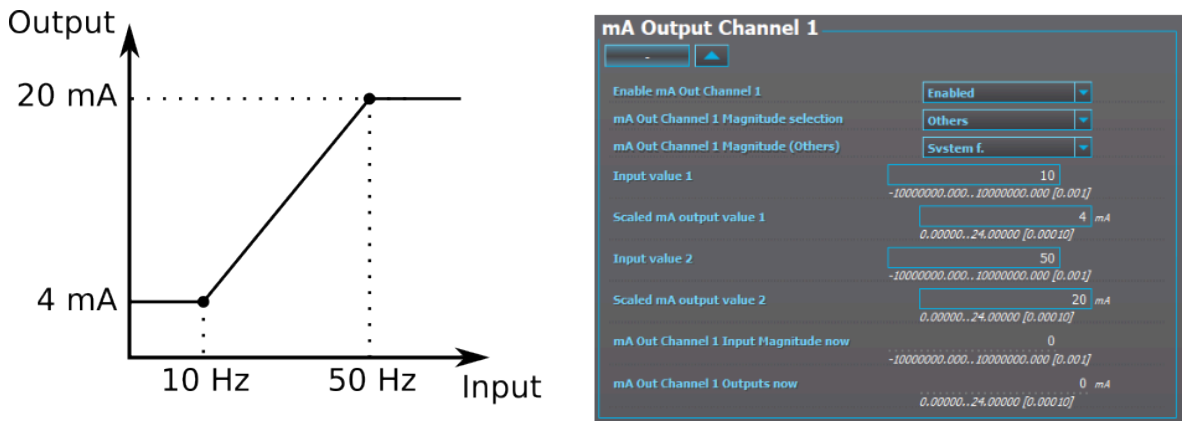 Output
20 mA
4 mA
10 Hz
50 Hz
Input
mA Output Channel 1
-
Enable mA Out Channel 1 Enabled
mA Out Channel 1 Magnitude selection Others
mA Out Channel 1 Magnitude (Others) System f.
Input value 1 10
-10000000.000..10000000.000 [0.001]
Scaled mA output value 1 4 mA
0.00000..24.00000 [0.00010]
Input value 2 50
-10000000.000..10000000.000 [0.001]
Scaled mA output value 2 20 mA
0.00000..24.00000 [0.00010]
mA Out Channel 1 Input Magnitude now 0
-10000000.000..10000000.000 [0.001]
mA Out Channel 1 Outputs now 0 mA
0.00000..24.00000 [0.00010]